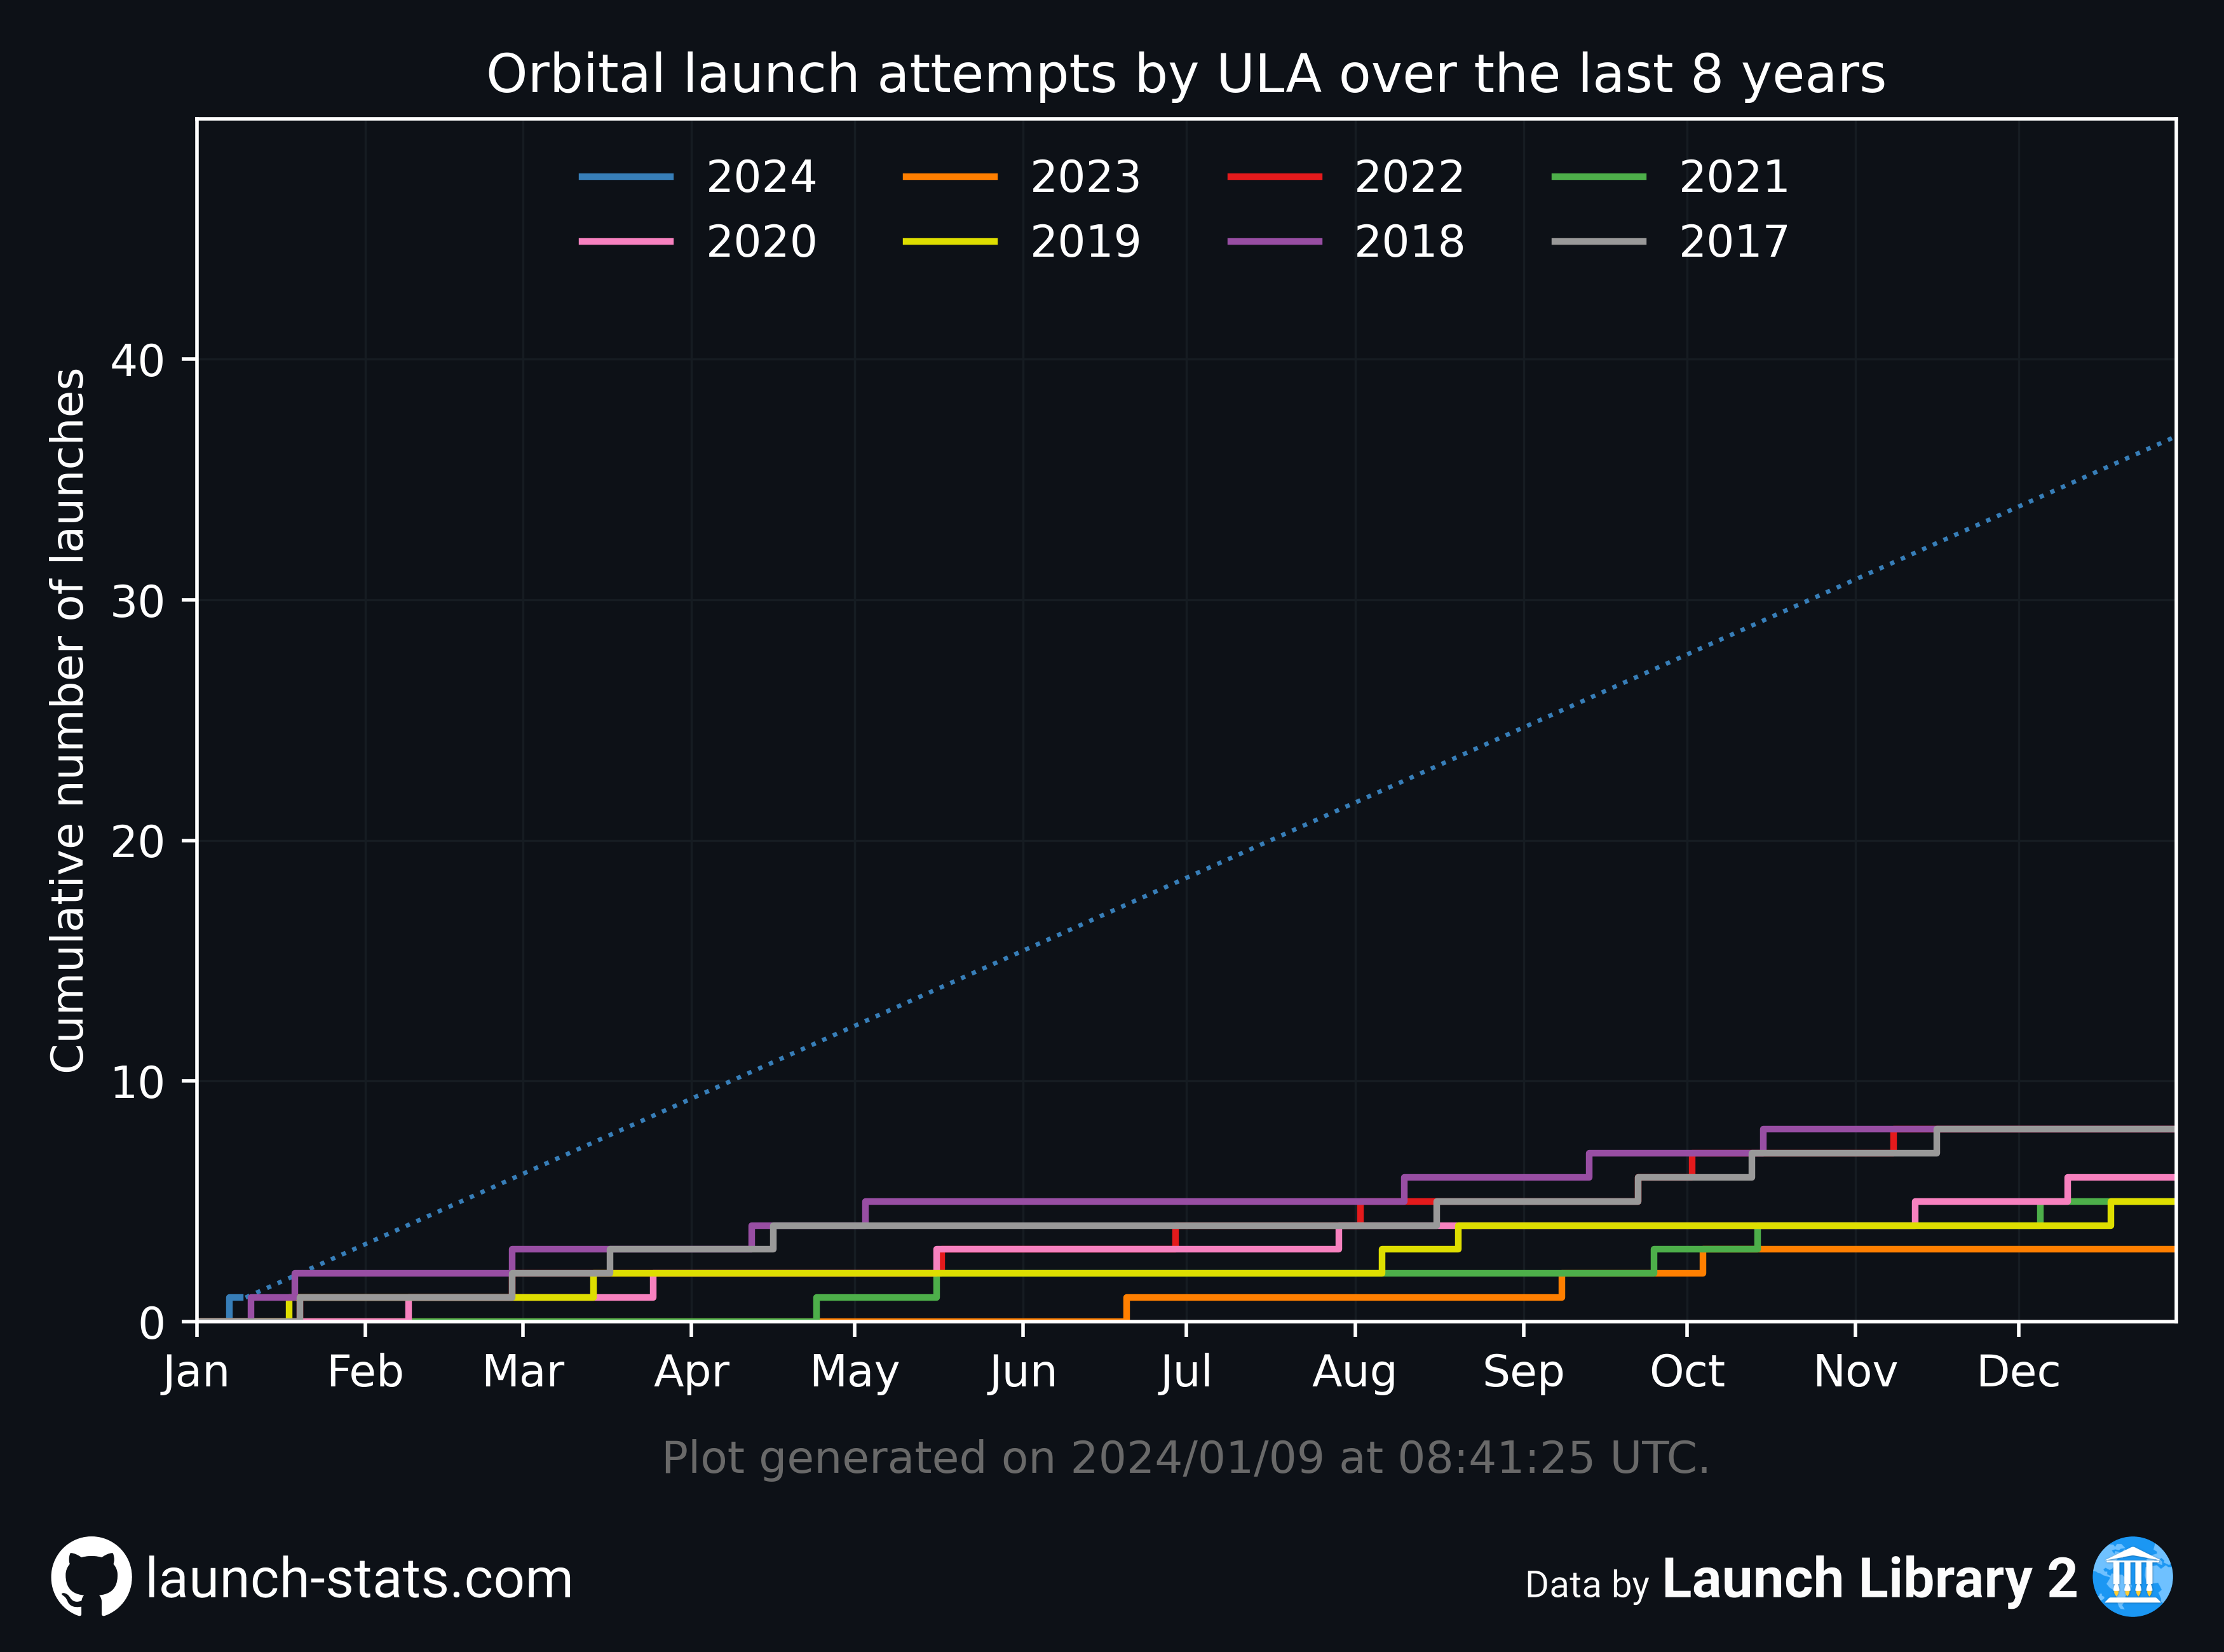 Orbital launch attempts by ULA over the last 8 years
2024 2023 2022 2021
2020 2019 2018 2017
Cumulative number of launches
40
30
20
10
0
Jan Feb Mar Apr May Jun Jul Aug Sep Oct Nov Dec
Plot generated on 2024/01/09 at 08:41:25 UTC.
launch-stats.com
Data by Launch Library 2